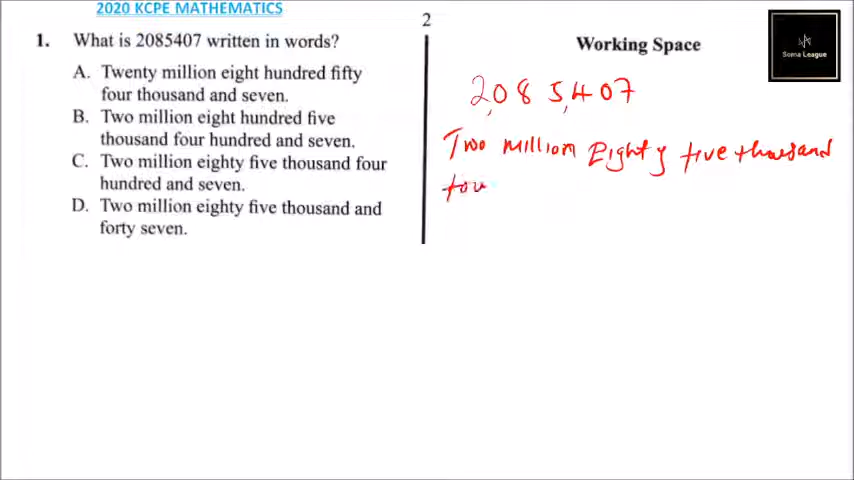 2020 KCPE MATHEMATICS
2
1. What is 2085407 written in words?
A. Twenty million eight hundred fifty
four thousand and seven.
B. Two million eight hundred five
thousand four hundred and seven.
C. Two million eighty five thousand four
hundred and seven.
D. Two million eighty five thousand and
forty seven.
Working Space
Soma League
2,085,407
Two million Eighty five thousand
fou